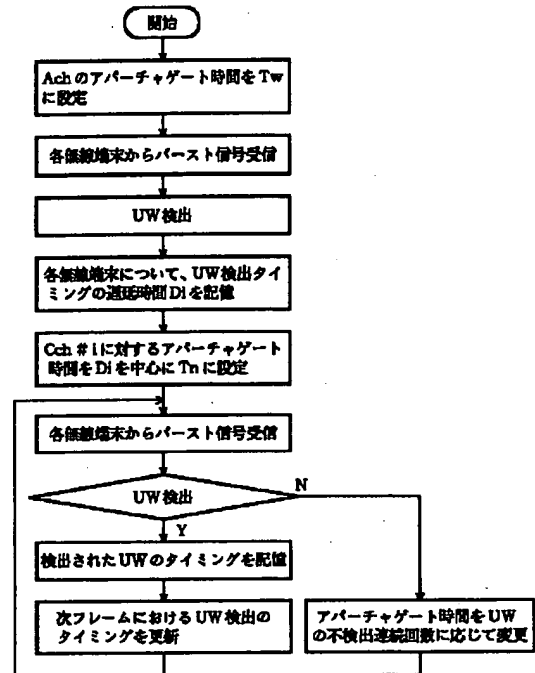 開始
Achのアパーチャゲート時間をTw
に設定
各無線端末からバースト信号受信
UW検出
各無線端末について、UW検出タイ
ミングの遅延時間Diを記憶
Cch #iに対するアパーチャゲート
時間をDiを中心にTnに設定
各無線端末からバースト信号受信
UW検出
N
Y
検出されたUWのタイミングを記憶
次フレームにおけるUW検出の
タイミングを更新
アパーチャゲート時間をUW
の不検出連続回数に応じて変更